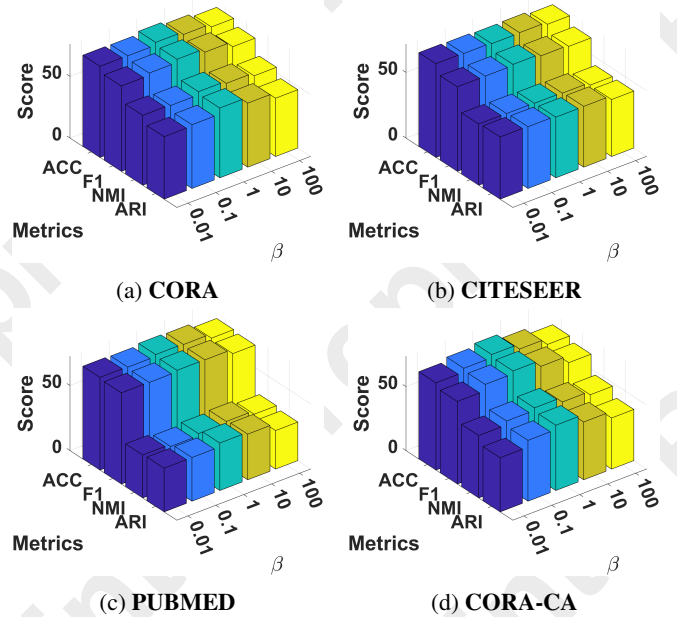 50
0
Score
ACC
F1
NMI
ARI
Metrics
0.01
0.1
1
10
100
β
(a) CORA
50
0
Score
ACC
F1
NMI
ARI
Metrics
0.01
0.1
1
10
100
β
(b) CITESEER
50
0
Score
ACC
F1
NMI
ARI
Metrics
0.01
0.1
1
10
100
β
(c) PUBMED
50
0
Score
ACC
F1
NMI
ARI
Metrics
0.01
0.1
1
10
100
β
(d) CORA-CA